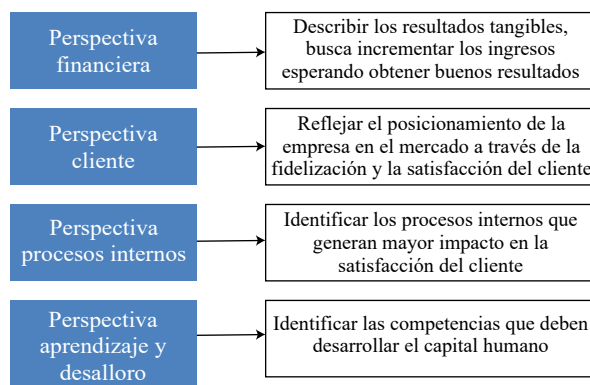 Perspectiva
financiera
Describir los resultados tangibles,
busca incrementar los ingresos
esperando obtener buenos resultados
Perspectiva
cliente
Reflejar el posicionamiento de la
empresa en el mercado a través de la
fidelización y la satisfacción del cliente
Perspectiva
procesos internos
Identificar los procesos internos que
generan mayor impacto en la
satisfacción del cliente
Perspectiva
aprendizaje y
desalloro
Identificar las competencias que deben
desarrollar el capital humano